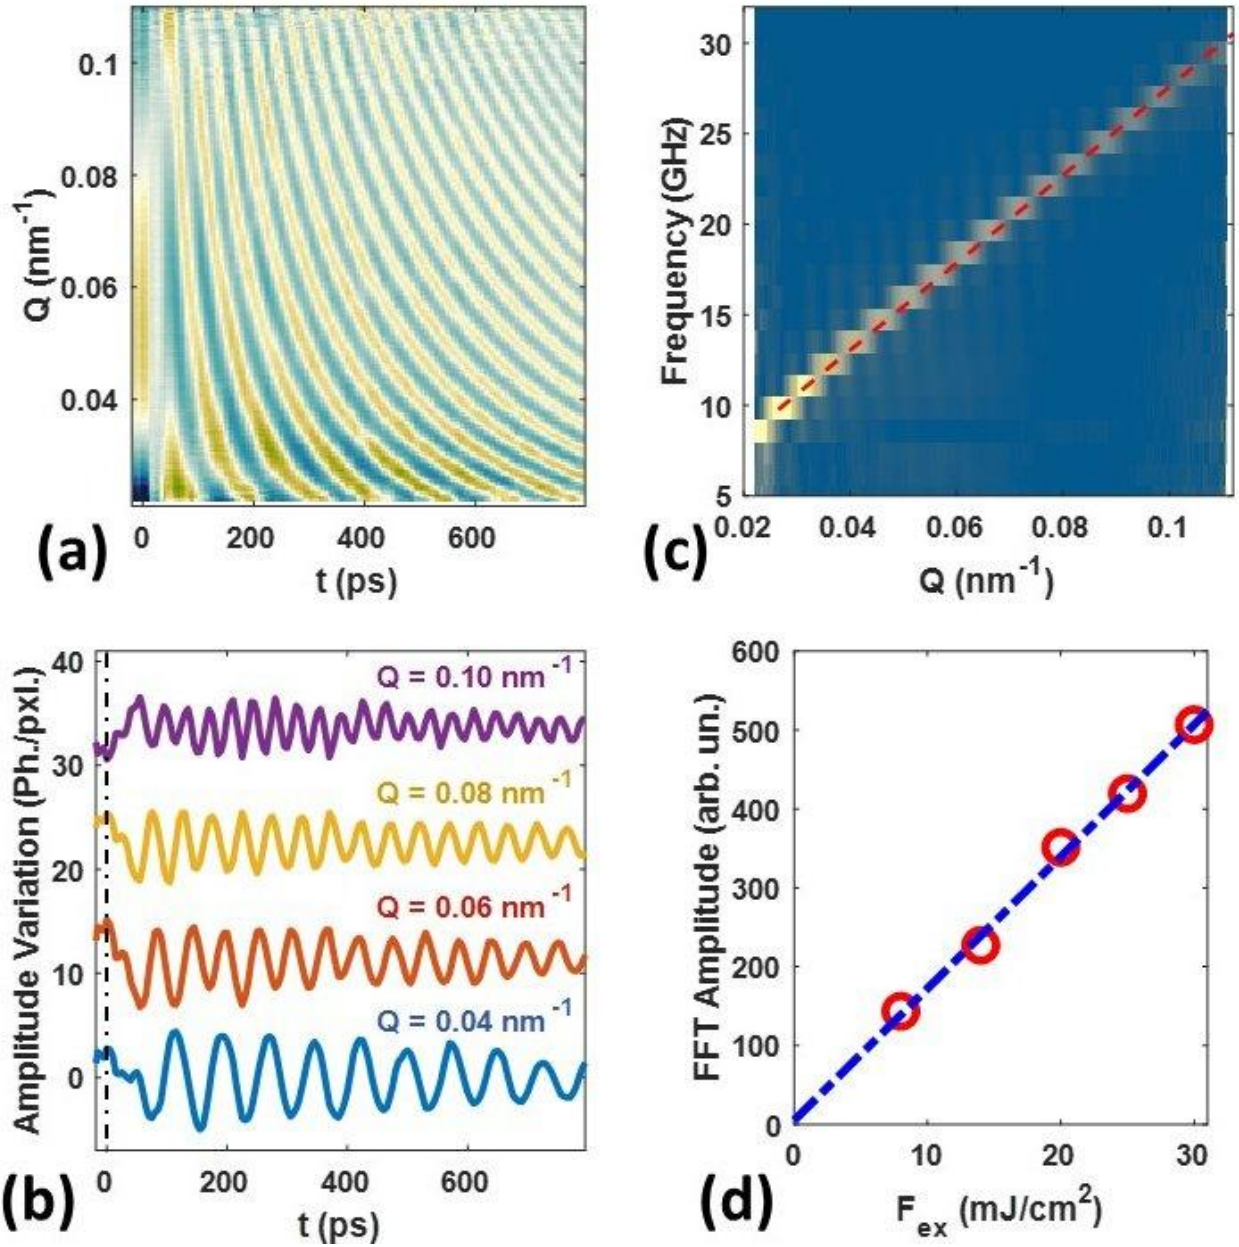 0.1
0.08
0.06
0.04
Q (nm⁻¹)
0
200
400
600
t (ps)
(a)
30
25
20
15
10
5
Frequency (GHz)
0.02
0.04
0.06
0.08
0.1
Q (nm⁻¹)
(c)
40
30
20
10
0
Amplitude Variation (Ph./pxl.)
Q = 0.10 nm⁻¹
Q = 0.08 nm⁻¹
Q = 0.06 nm⁻¹
Q = 0.04 nm⁻¹
0
200
400
600
t (ps)
(b)
600
500
400
300
200
100
0
FFT Amplitude (arb. un.)
0
10
20
30
Fₑₓ (mJ/cm²)
(d)